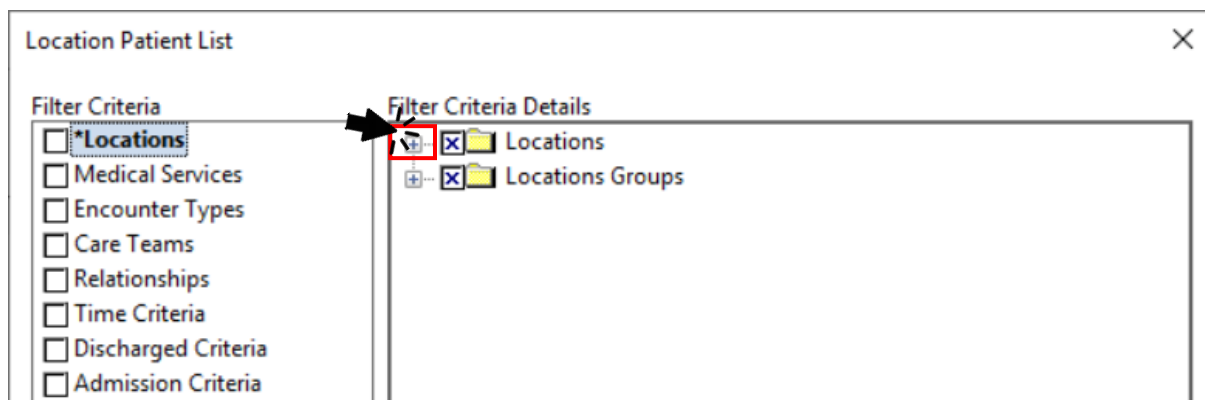 Location Patient List
Filter Criteria
Filter Criteria Details
*Locations
Medical Services
Encounter Types
Care Teams
Relationships
Time Criteria
Discharged Criteria
Admission Criteria
Locations
Locations Groups